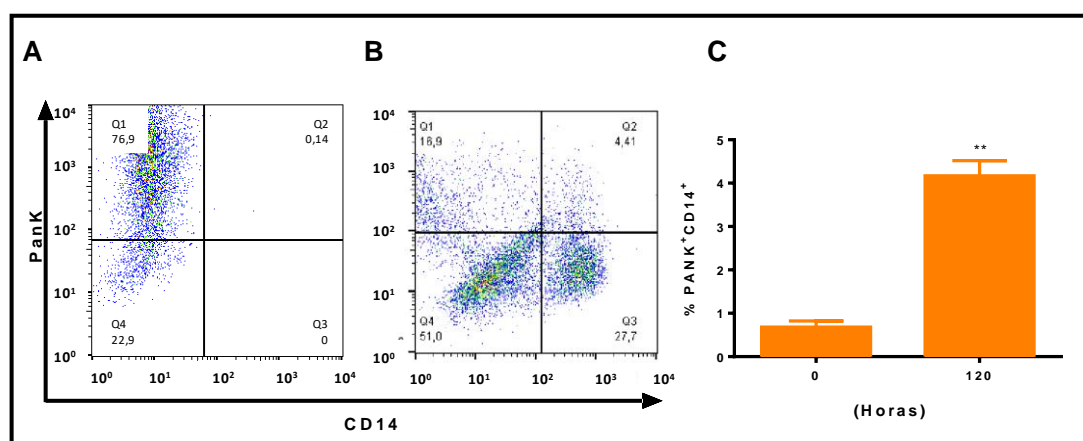 A
B
C
PanK
10⁴
10³
10²
10¹
10⁰
Q1
76,9
Q2
0,14
Q4
22,9
Q3
0
10⁰ 10¹ 10² 10³ 10⁴
10⁴
10³
10²
10¹
10⁰
Q1
16,9
Q2
4,41
Q4
51,0
Q3
27,7
10⁰ 10¹ 10² 10³ 10⁴
CD14
% PANK⁺CD14⁺
5
4
3
2
1
0
**
0 120
(Horas)